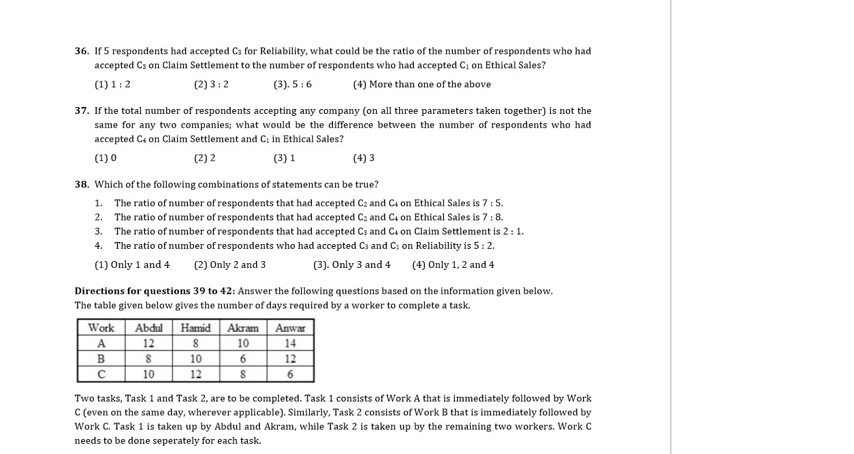 36. If 5 respondents had accepted C₃ for Reliability, what could be the ratio of the number of respondents who had
accepted C₃ on Claim Settlement to the number of respondents who had accepted C₁ on Ethical Sales?
(1) 1 : 2 (2) 3 : 2 (3). 5 : 6 (4) More than one of the above
37. If the total number of respondents accepting any company (on all three parameters taken together) is not the
same for any two companies; what would be the difference between the number of respondents who had
accepted C₄ on Claim Settlement and C₁ in Ethical Sales?
(1) 0 (2) 2 (3) 1 (4) 3
38. Which of the following combinations of statements can be true?
1. The ratio of number of respondents that had accepted C₂ and C₄ on Ethical Sales is 7 : 5.
2. The ratio of number of respondents that had accepted C₂ and C₄ on Ethical Sales is 7 : 8.
3. The ratio of number of respondents that had accepted C₃ and C₄ on Claim Settlement is 2 : 1.
4. The ratio of number of respondents who had accepted C₃ and C₁ on Reliability is 5 : 2.
(1) Only 1 and 4 (2) Only 2 and 3 (3). Only 3 and 4 (4) Only 1, 2 and 4
Directions for questions 39 to 42: Answer the following questions based on the information given below.
The table given below gives the number of days required by a worker to complete a task.
Work Abdul Hamid Akram Anwar
A 12 8 10 14
B 8 10 6 12
C 10 12 8 6
Two tasks, Task 1 and Task 2, are to be completed. Task 1 consists of Work A that is immediately followed by Work
C (even on the same day, wherever applicable). Similarly, Task 2 consists of Work B that is immediately followed by
Work C. Task 1 is taken up by Abdul and Akram, while Task 2 is taken up by the remaining two workers. Work C
needs to be done seperately for each task.